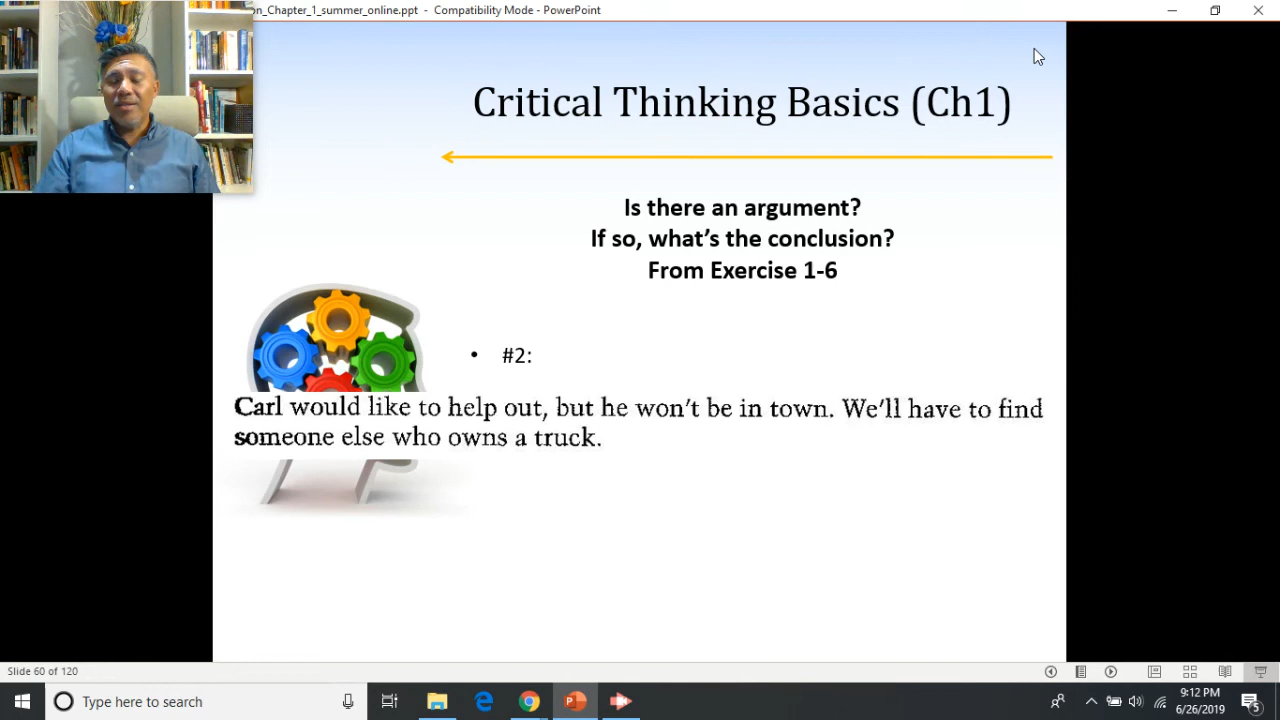 on_Chapter_1_summer_online.ppt - Compatibility Mode - PowerPoint
Critical Thinking Basics (Ch1)
Is there an argument?
If so, what's the conclusion?
From Exercise 1-6
• #2:
Carl would like to help out, but he won't be in town. We'll have to find
someone else who owns a truck.
Slide 60 of 120
Type here to search
9:12 PM
6/26/2019
5